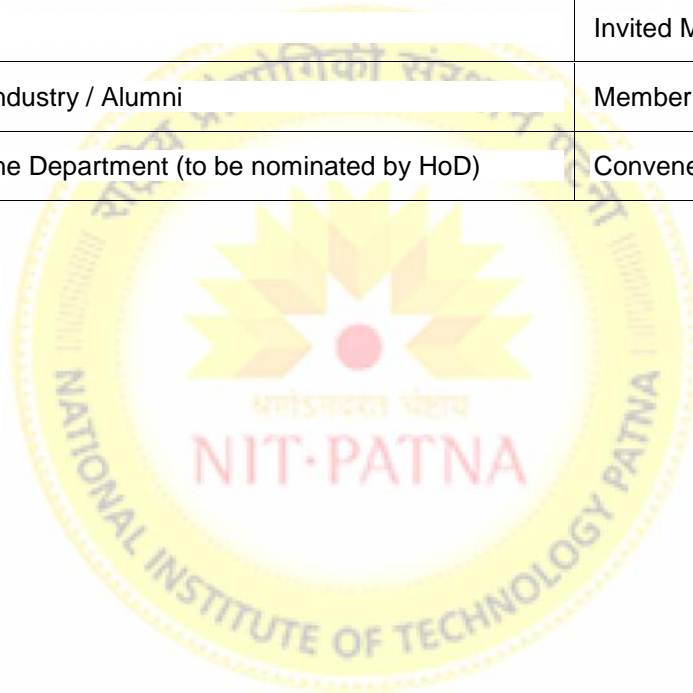 Invited M
ndustry / Alumni Member
he Department (to be nominated by HoD) Convene
राष्ट्रीय प्रौद्योगिकी संस्थान पटना
NIT-PATNA
NATIONAL INSTITUTE OF TECHNOLOGY PATNA